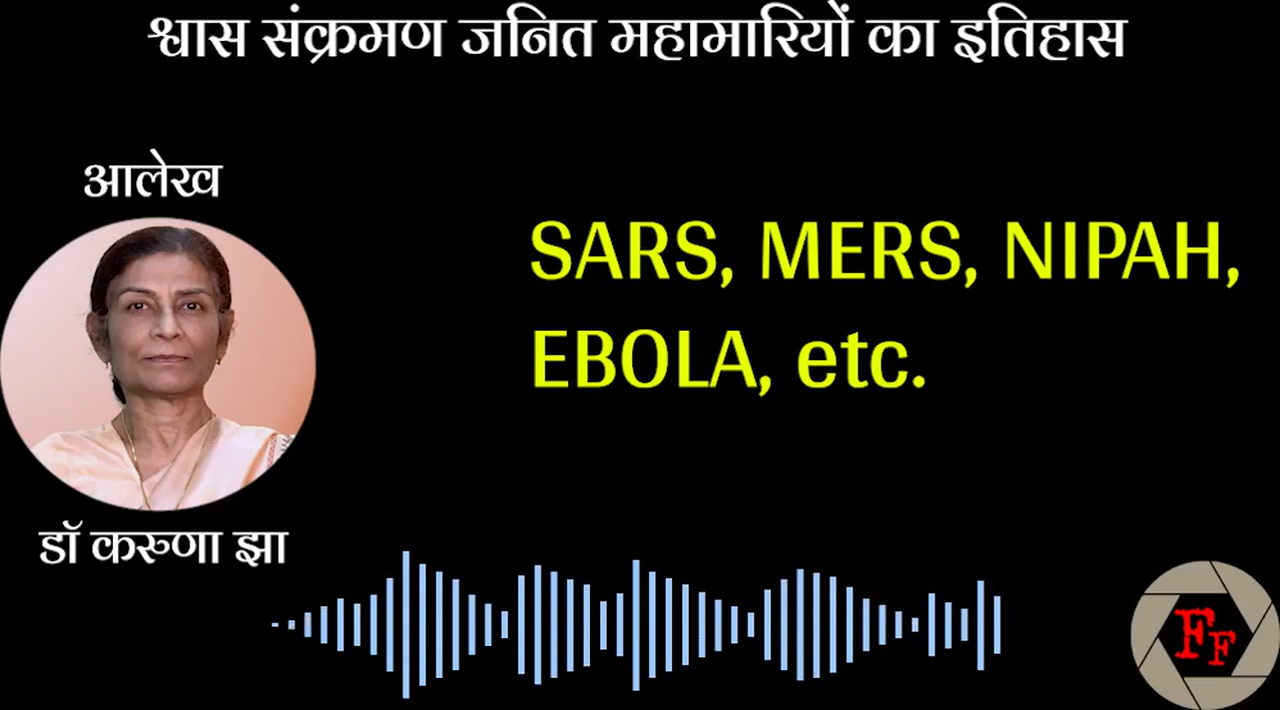 श्वास संक्रमण जनित महामारियों का इतिहास
आलेख
SARS, MERS, NIPAH,
EBOLA, etc.
डॉ करुणा झा
FF